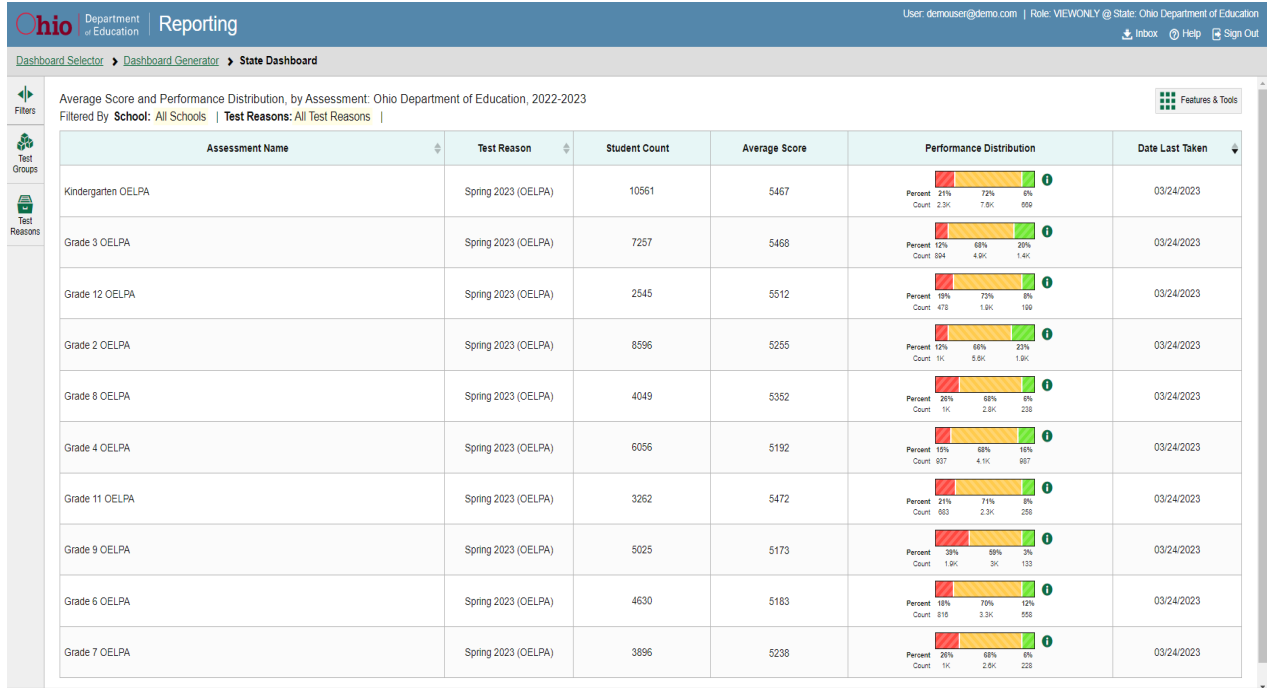 User: demouser@demo.com | Role: VIEWONLY @ State: Ohio Department of Education
Ohio Department of Education Reporting
Inbox Help Sign Out
Dashboard Selector Dashboard Generator State Dashboard
Filters
Test Groups
Test Reasons
Average Score and Performance Distribution, by Assessment: Ohio Department of Education, 2022-2023
Filtered By School: All Schools | Test Reasons: All Test Reasons |
Features & Tools
Assessment Name Test Reason Student Count Average Score Performance Distribution Date Last Taken
Kindergarten OELPA Spring 2023 (OELPA) 10561 5467 03/24/2023
Percent 21% 72% 6%
Count 2.3K 7.6K 669
Grade 3 OELPA Spring 2023 (OELPA) 7257 5468 03/24/2023
Percent 12% 68% 20%
Count 894 4.9K 1.4K
Grade 12 OELPA Spring 2023 (OELPA) 2545 5512 03/24/2023
Percent 19% 73% 8%
Count 478 1.9K 199
Grade 2 OELPA Spring 2023 (OELPA) 8596 5255 03/24/2023
Percent 12% 66% 23%
Count 1K 5.6K 1.9K
Grade 8 OELPA Spring 2023 (OELPA) 4049 5352 03/24/2023
Percent 26% 68% 6%
Count 1K 2.8K 238
Grade 4 OELPA Spring 2023 (OELPA) 6056 5192 03/24/2023
Percent 15% 68% 16%
Count 937 4.1K 987
Grade 11 OELPA Spring 2023 (OELPA) 3262 5472 03/24/2023
Percent 21% 71% 8%
Count 683 2.3K 258
Grade 9 OELPA Spring 2023 (OELPA) 5025 5173 03/24/2023
Percent 39% 59% 3%
Count 1.9K 3K 133
Grade 6 OELPA Spring 2023 (OELPA) 4630 5183 03/24/2023
Percent 18% 70% 12%
Count 816 3.3K 558
Grade 7 OELPA Spring 2023 (OELPA) 3896 5238 03/24/2023
Percent 26% 68% 6%
Count 1K 2.6K 228